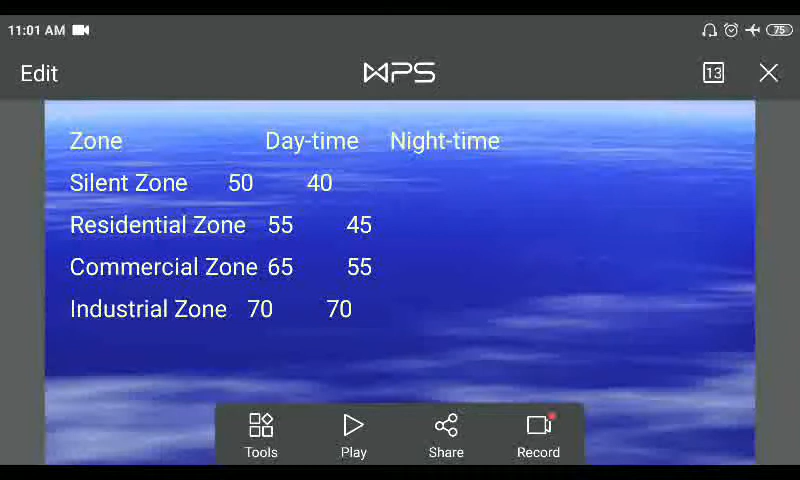 11:01 AM 75
Edit WPS 13
Zone Day-time Night-time
Silent Zone 50 40
Residential Zone 55 45
Commercial Zone 65 55
Industrial Zone 70 70
Tools Play Share Record